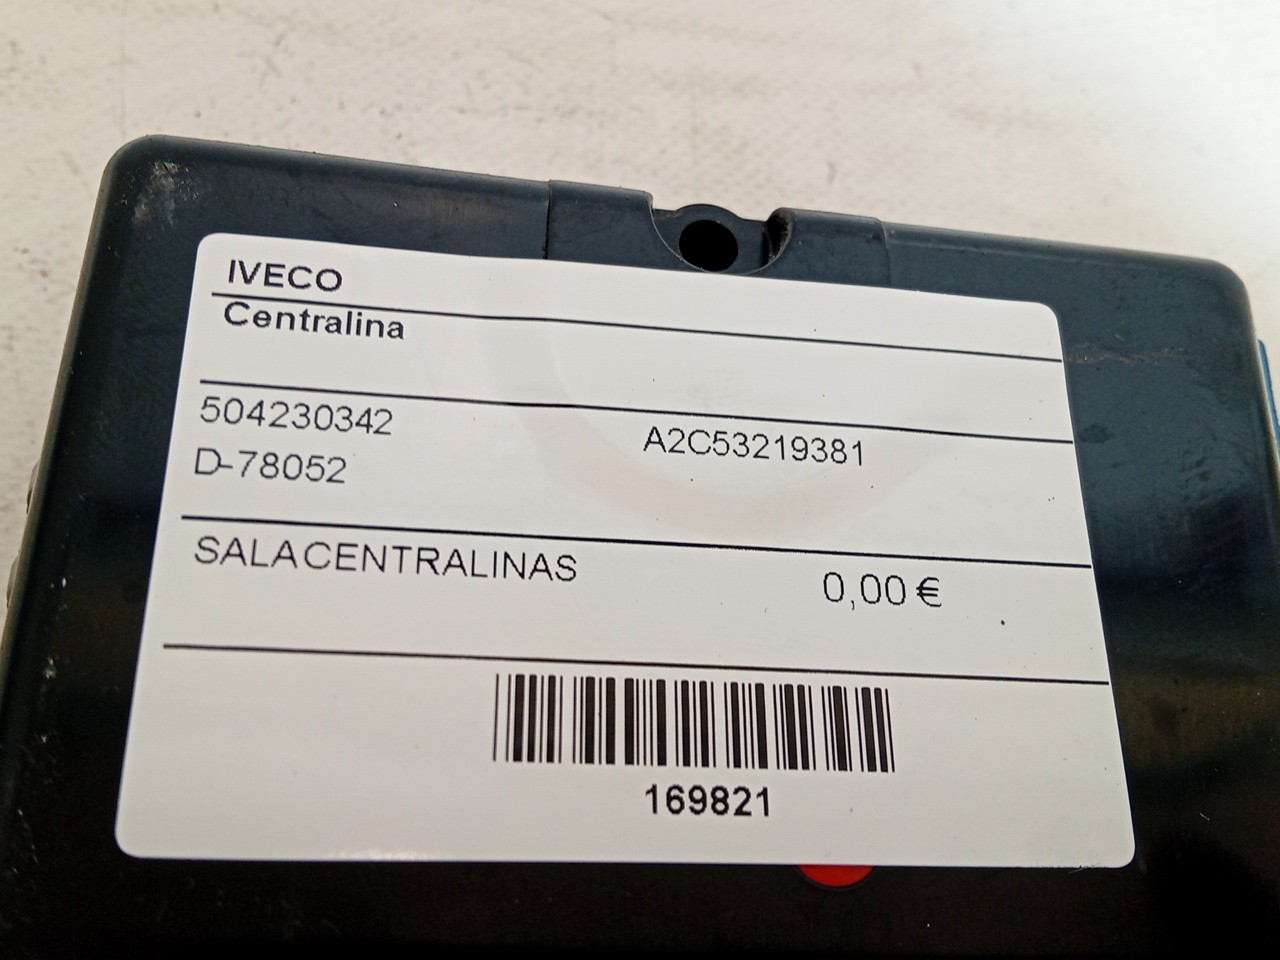 IVECO
Centralina
504230342 A2C53219381
D-78052
SALACENTRALINAS 0,00 €
169821